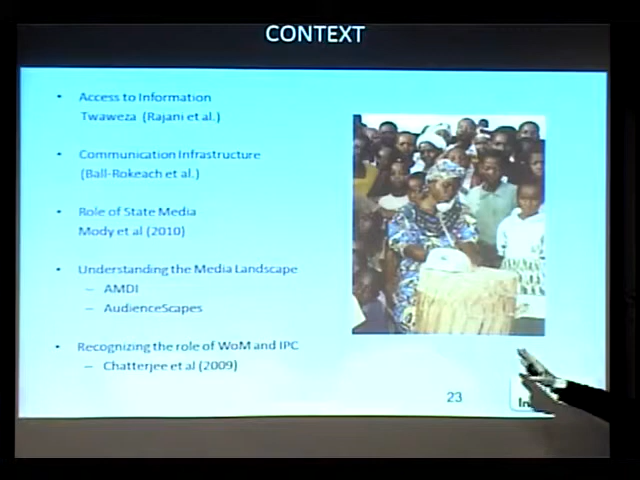 CONTEXT
• Access to Information
Twaweza (Rajani et al.)
• Communication Infrastructure
(Ball-Rokeach et al.)
• Role of State Media
Mody et al (2010)
• Understanding the Media Landscape
– AMDI
– AudienceScapes
• Recognizing the role of WoM and IPC
– Chatterjee et al (2009)
23